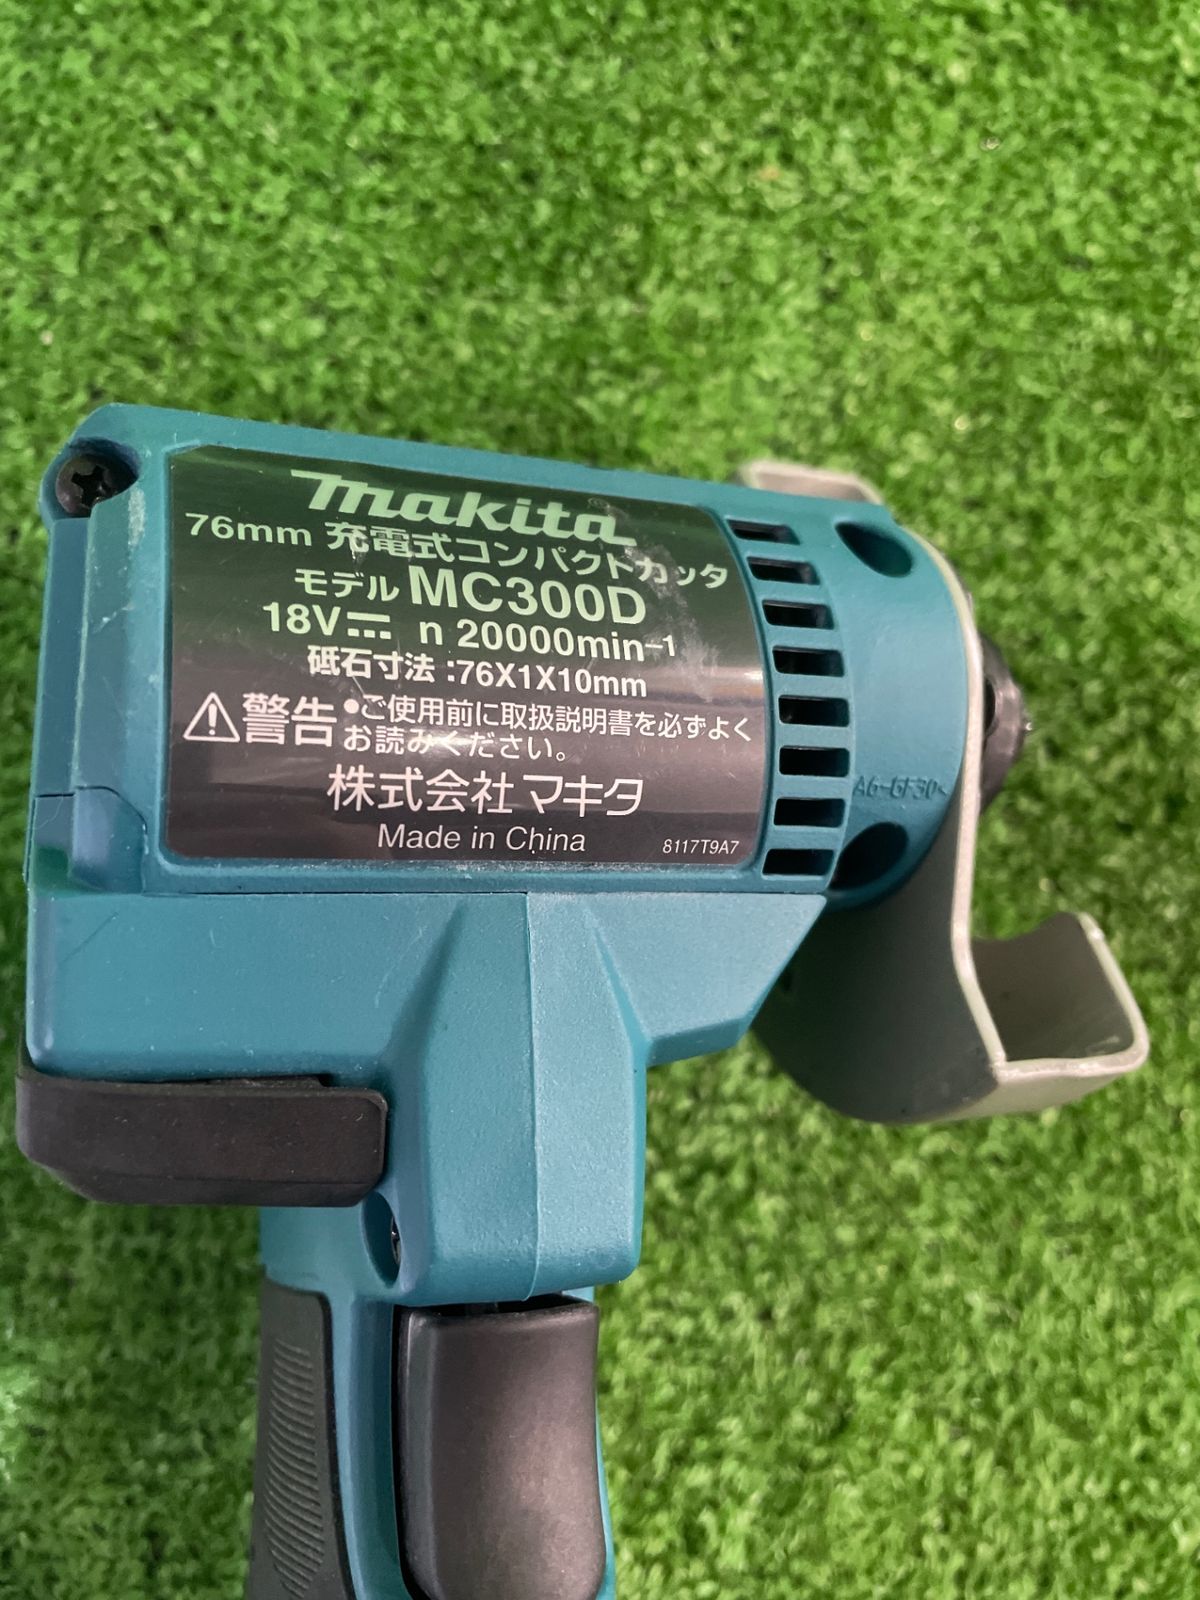 makita
76mm 充電式コンパクトカッタ
モデル MC300D
18V⎓ n 20000min⁻¹
砥石寸法:76X1X10mm
⚠警告 ●ご使用前に取扱説明書を必ずよく
お読みください。
株式会社マキタ
Made in China 8117T9A7